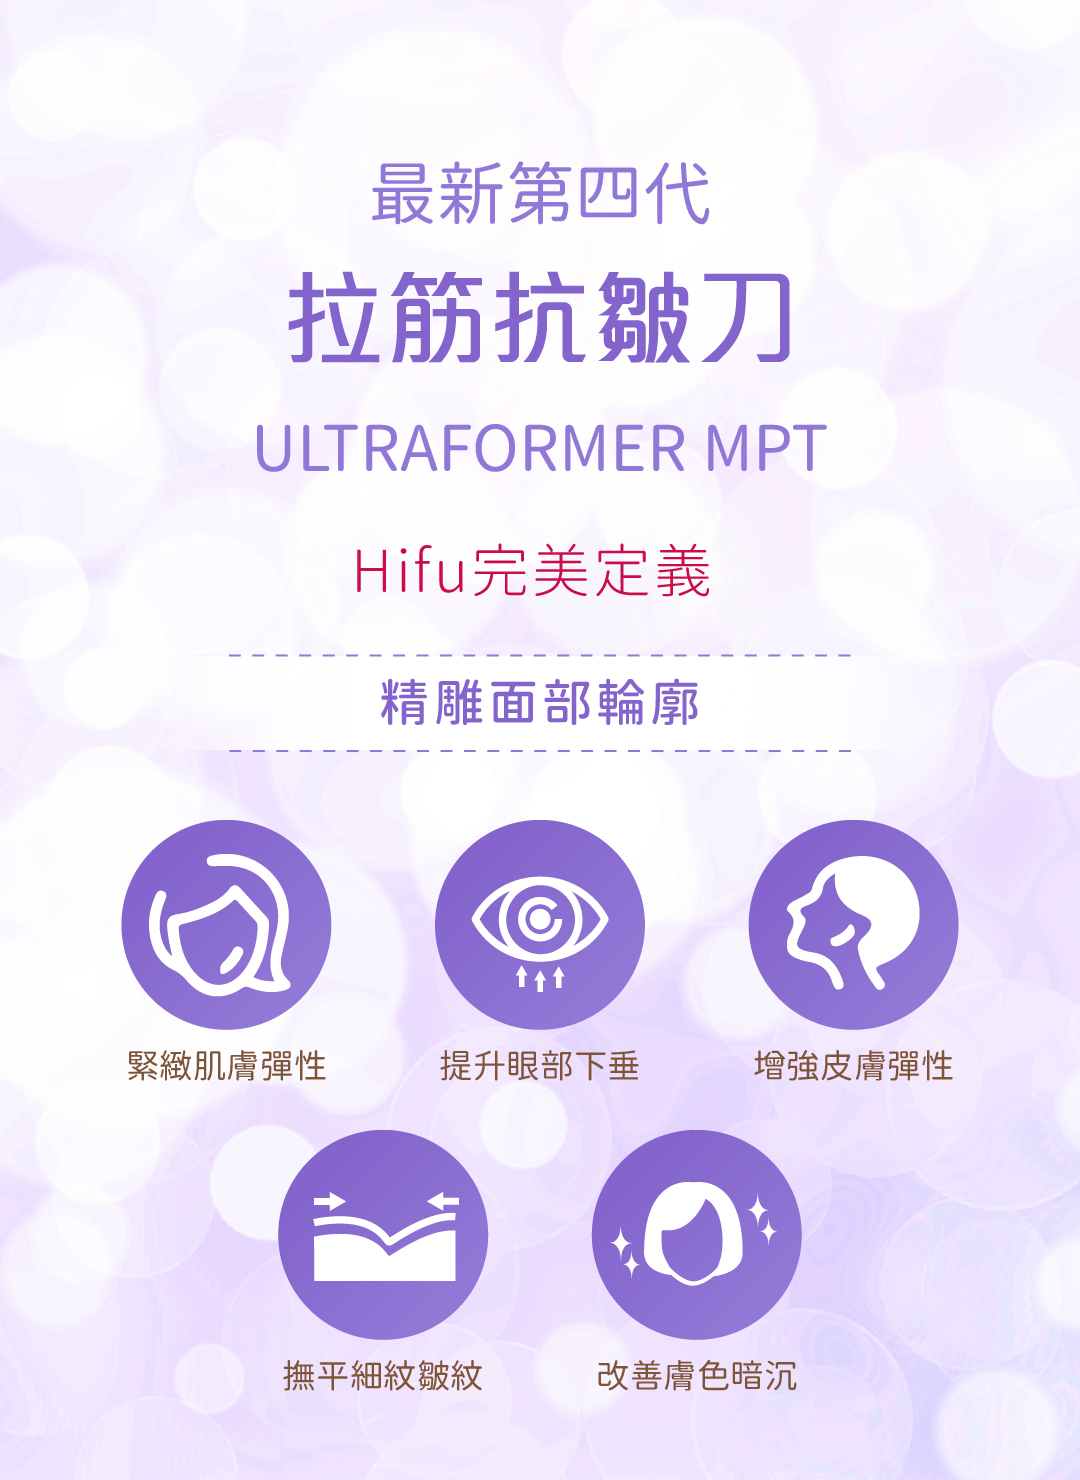 最新第四代
拉筋抗皺刀
ULTRAFORMER MPT
Hifu完美定義
精雕面部輪廓
緊緻肌膚彈性
提升眼部下垂
增強皮膚彈性
撫平細紋皺紋
改善膚色暗沉